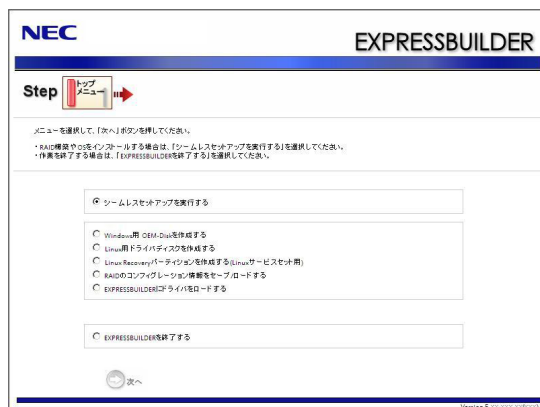 NEC
EXPRESSBUILDER
Step
トップ
メニュー
メニューを選択して、「次へ」ボタンを押してください。
・RAID構築やOSをインストールする場合は、「シームレスセットアップを実行する」を選択してください。
・作業を終了する場合は、「EXPRESSBUILDERを終了する」を選択してください。
シームレスセットアップを実行する
Windows用 OEM-Diskを作成する
Linux用ドライバディスクを作成する
Linux Recoveryパーティションを作成する(Linuxサービスセット用)
RAIDのコンフィグレーション情報をセーブ/ロードする
EXPRESSBUILDERにドライバをロードする
EXPRESSBUILDERを終了する
次へ
Version 5